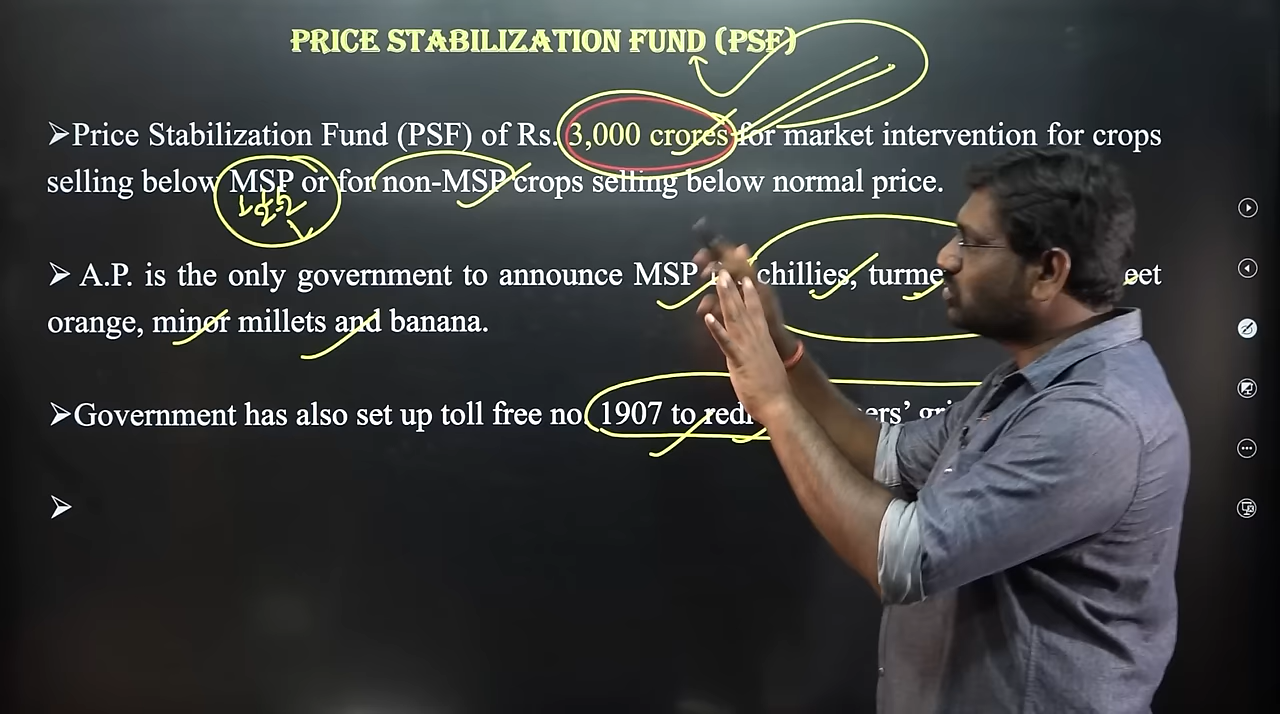 PRICE STABILIZATION FUND (PSF)
➢Price Stabilization Fund (PSF) of Rs. 3,000 crores for market intervention for crops
selling below MSP or for non-MSP crops selling below normal price.
➢ A.P. is the only government to announce MSP chillies,
orange, minor millets and banana.
➢Government has also set up toll free no. 1907 to
➢